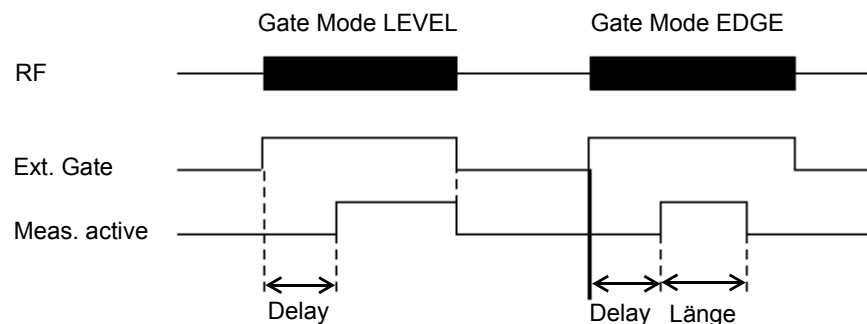 Gate Mode LEVEL
Gate Mode EDGE
RF
Ext. Gate
Meas. active
Delay
Delay
Länge